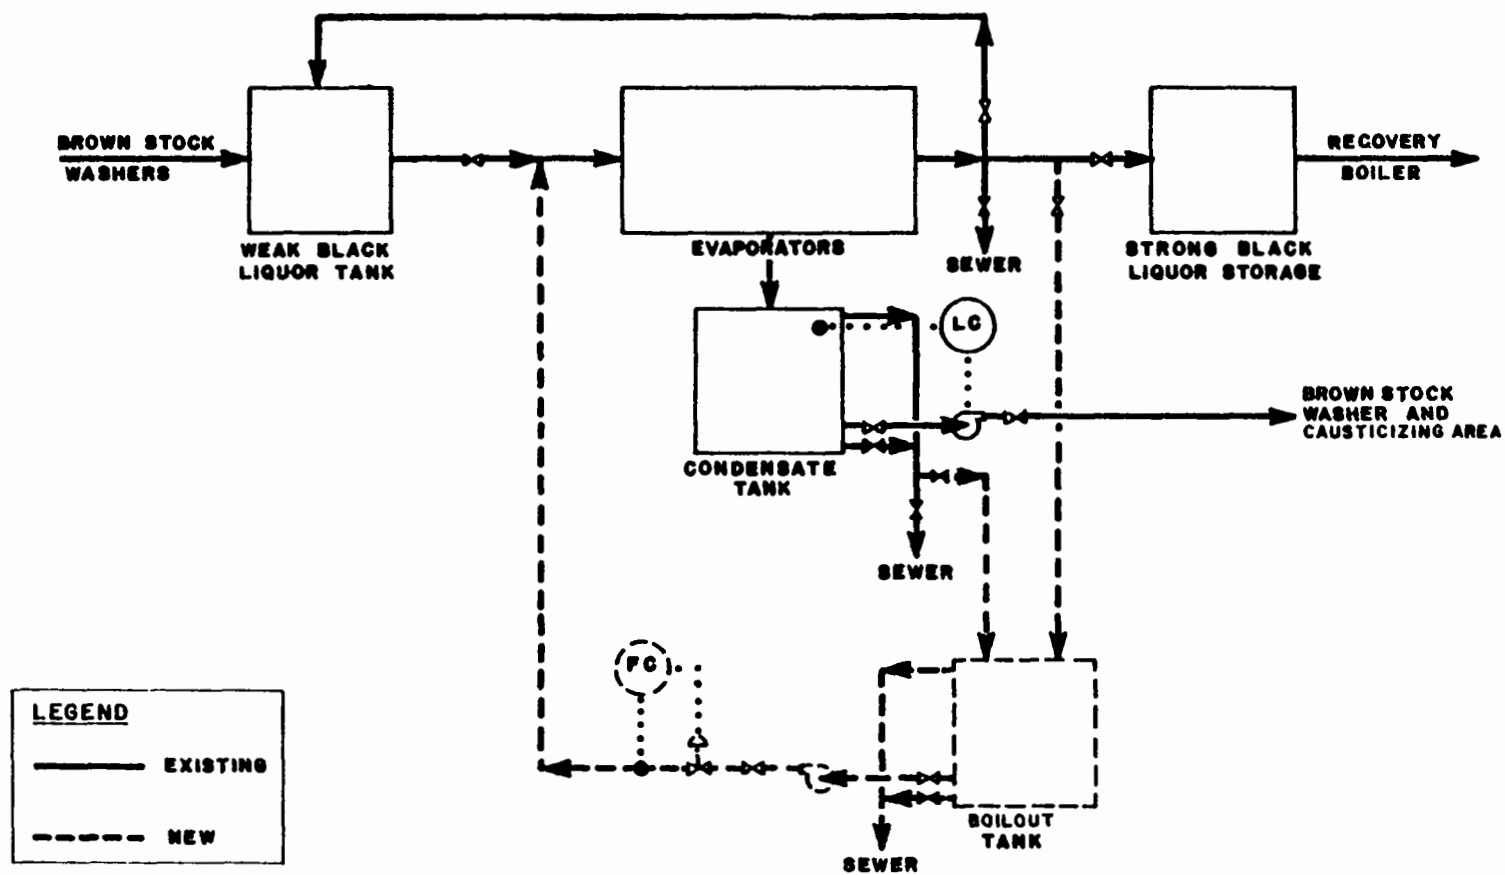 BROWN STOCK
WASHERS
WEAK BLACK
LIQUOR TANK
EVAPORATORS
SEWER
STRONG BLACK
LIQUOR STORAGE
RECOVERY
BOILER
LC
CONDENSATE
TANK
BROWN STOCK
WASHER AND
CAUSTICIZING AREA
SEWER
FC
BOILOUT
TANK
SEWER
LEGEND
EXISTING
NEW